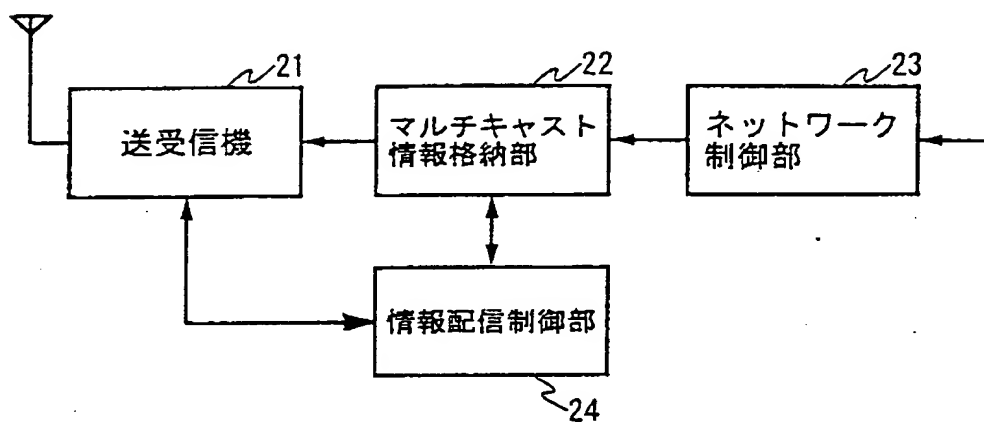 21
送受信機
22
マルチキャスト
情報格納部
23
ネットワーク
制御部
情報配信制御部
24